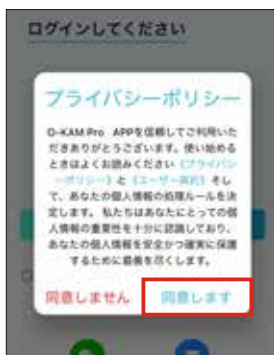 ログインしてください
プライバシーポリシー
O-KAM Pro APPを信頼してご利用いた
だきありがとうございます。使い始める
ときはよくお読みください《プライバシ
ーポリシー》と《ユーザー規約》そし
て、あなたの個人情報の処理ルールを決
定します。 私たちはあなたにとっての個
人情報の重要性を十分に認識しており、
あなたの個人情報を安全かつ確実に保護
するために最善を尽くします。
同意しません 同意します